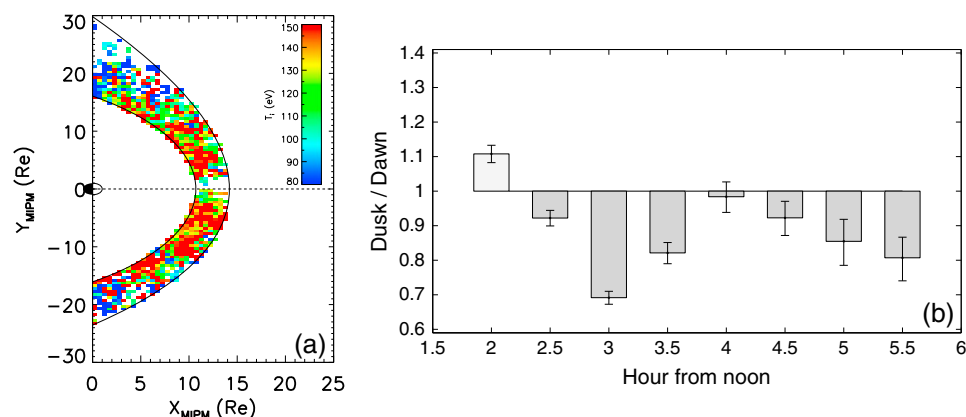 30
20
10
0
−10
−20
−30
Y_MIPM (Re)
0 5 10 15 20 25
X_MIPM (Re)
150
140
130
120
110
100
90
80
T_i (eV)
(a)
1.4
1.3
1.2
1.1
1
0.9
0.8
0.7
0.6
Dusk / Dawn
1.5 2 2.5 3 3.5 4 4.5 5 5.5 6
Hour from noon
(b)